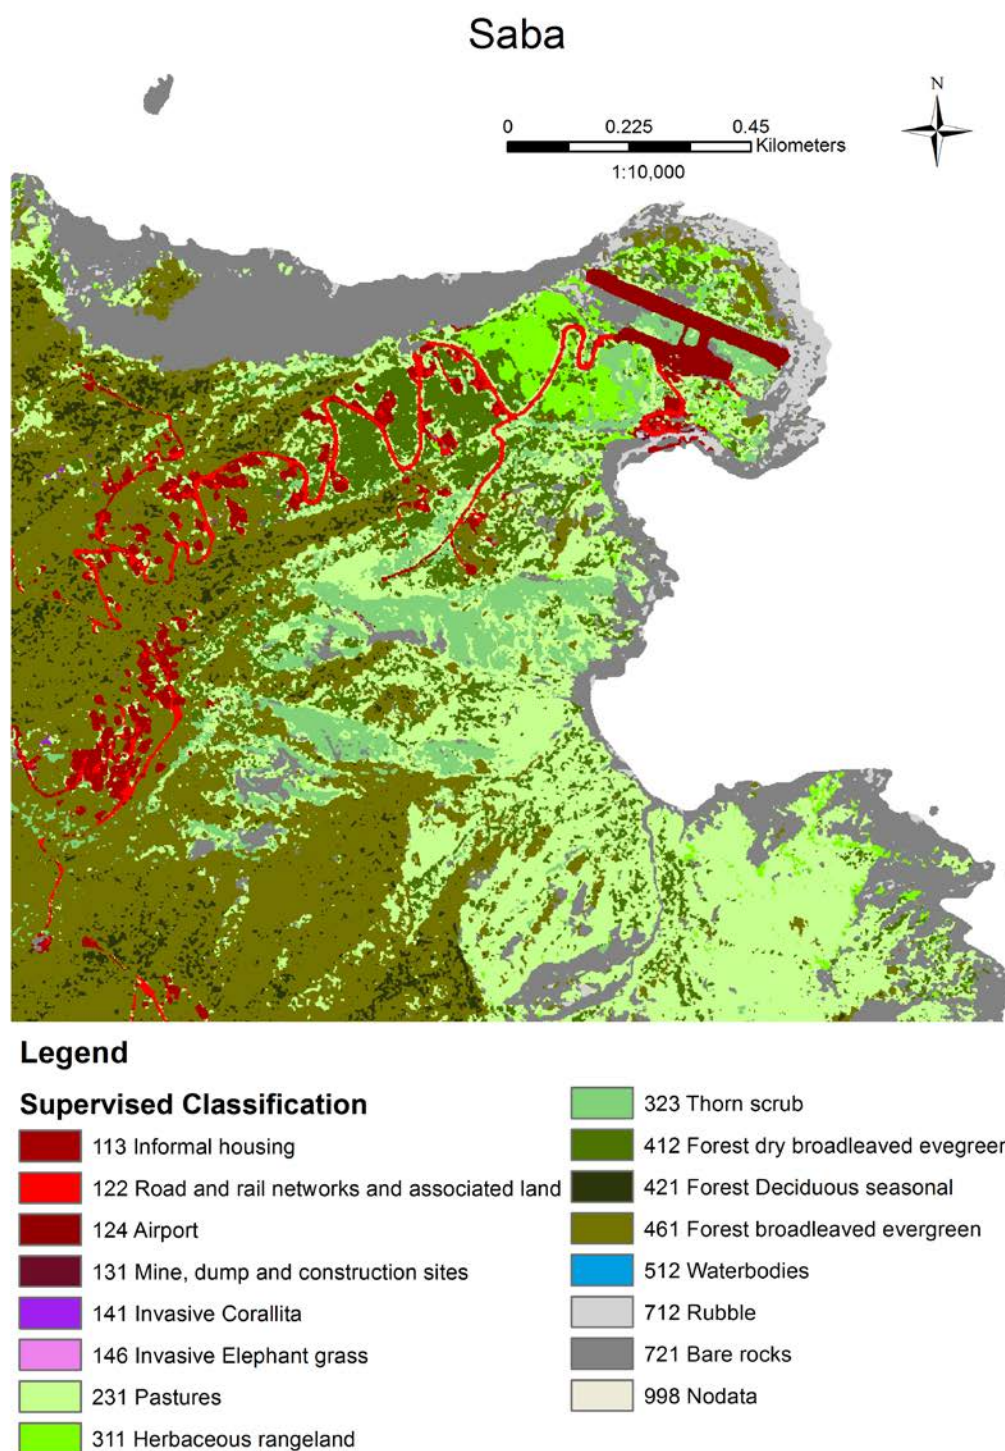 Saba
N
0 0.225 0.45
Kilometers
1:10,000
Legend
Supervised Classification
113 Informal housing
122 Road and rail networks and associated land
124 Airport
131 Mine, dump and construction sites
141 Invasive Corallita
146 Invasive Elephant grass
231 Pastures
311 Herbaceous rangeland
323 Thorn scrub
412 Forest dry broadleaved evegreen
421 Forest Deciduous seasonal
461 Forest broadleaved evergreen
512 Waterbodies
712 Rubble
721 Bare rocks
998 Nodata